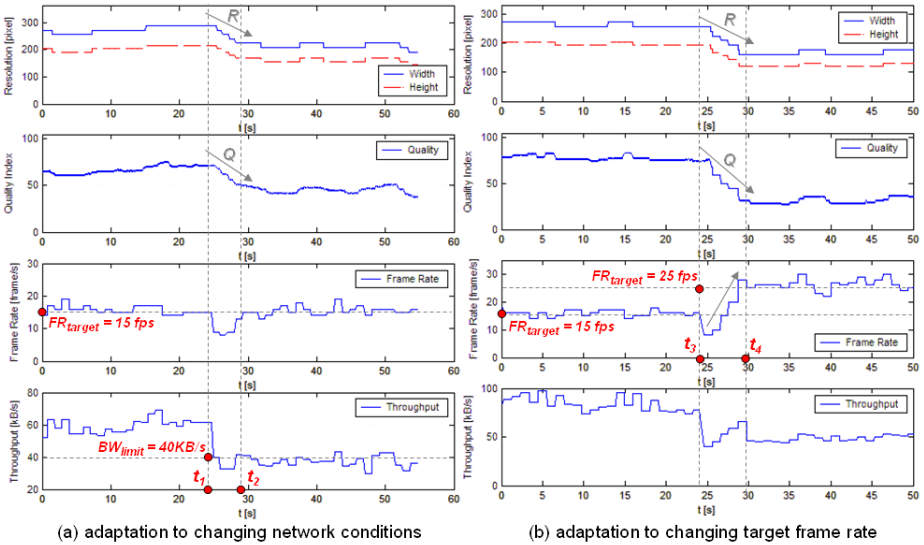 Resolution [pixel]
300
200
100
0
R
Width
Height
0 10 20 30 40 50 60
t [s]
Quality Index
100
50
0
Q
Quality
0 10 20 30 40 50 60
t [s]
Frame Rate [frame/s]
30
20
10
0
Frame Rate
FRtarget = 15 fps
0 10 20 30 40 50 60
t [s]
Throughput [kB/s]
80
60
40
20
Throughput
BWlimit = 40KB/s
t1 t2
0 10 20 30 40 50 60
t [s]
(a) adaptation to changing network conditions
Resolution [pixel]
300
200
100
0
R
Width
Height
0 5 10 15 20 25 30 35 40 45 50
t [s]
Quality Index
100
50
0
Q
Quality
0 5 10 15 20 25 30 35 40 45 50
t [s]
Frame Rate [frame/s]
30
20
10
0
FRtarget = 25 fps
FRtarget = 15 fps
t3 t4
Frame Rate
0 5 10 15 20 25 30 35 40 45 50
t [s]
Throughput [kB/s]
100
50
0
Throughput
0 5 10 15 20 25 30 35 40 45 50
t [s]
(b) adaptation to changing target frame rate